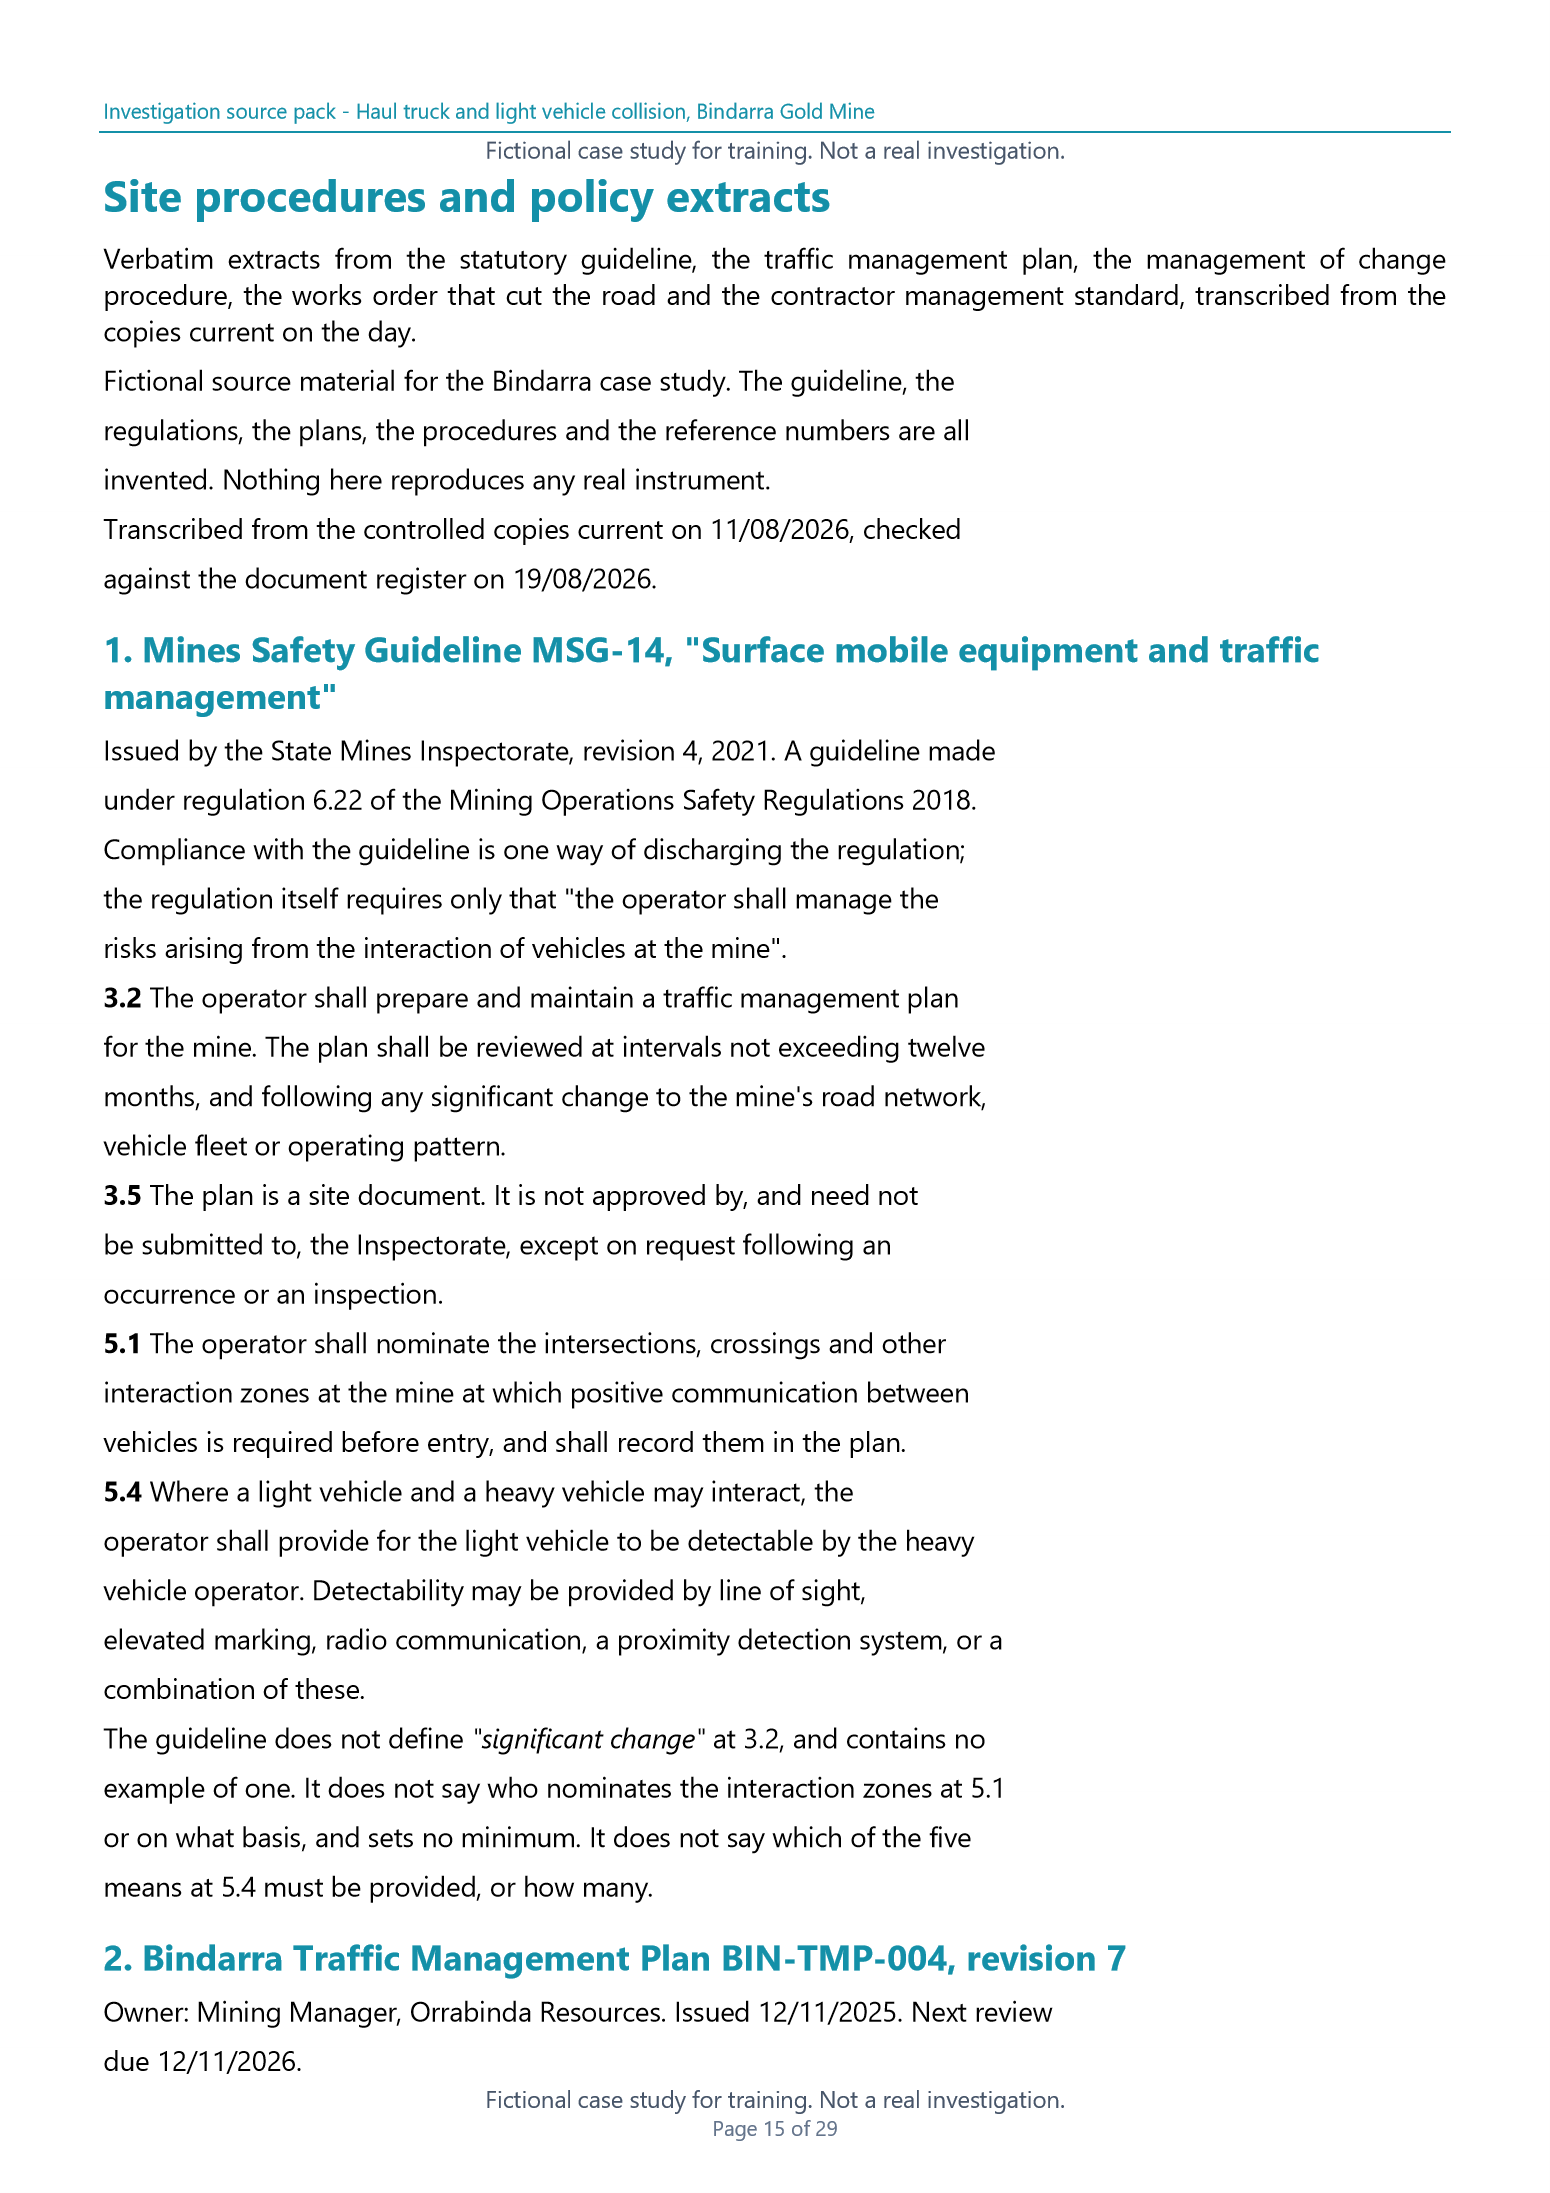 Investigation source pack - Haul truck and light vehicle collision, Bindarra Gold Mine
Fictional case study for training. Not a real investigation.
Site procedures and policy extracts
Verbatim extracts from the statutory guideline, the traffic management plan, the management of change
procedure, the works order that cut the road and the contractor management standard, transcribed from the
copies current on the day.
Fictional source material for the Bindarra case study. The guideline, the
regulations, the plans, the procedures and the reference numbers are all
invented. Nothing here reproduces any real instrument.
Transcribed from the controlled copies current on 11/08/2026, checked
against the document register on 19/08/2026.
1. Mines Safety Guideline MSG-14, "Surface mobile equipment and traffic
management"
Issued by the State Mines Inspectorate, revision 4, 2021. A guideline made
under regulation 6.22 of the Mining Operations Safety Regulations 2018.
Compliance with the guideline is one way of discharging the regulation;
the regulation itself requires only that "the operator shall manage the
risks arising from the interaction of vehicles at the mine".
3.2 The operator shall prepare and maintain a traffic management plan
for the mine. The plan shall be reviewed at intervals not exceeding twelve
months, and following any significant change to the mine's road network,
vehicle fleet or operating pattern.
3.5 The plan is a site document. It is not approved by, and need not
be submitted to, the Inspectorate, except on request following an
occurrence or an inspection.
5.1 The operator shall nominate the intersections, crossings and other
interaction zones at the mine at which positive communication between
vehicles is required before entry, and shall record them in the plan.
5.4 Where a light vehicle and a heavy vehicle may interact, the
operator shall provide for the light vehicle to be detectable by the heavy
vehicle operator. Detectability may be provided by line of sight,
elevated marking, radio communication, a proximity detection system, or a
combination of these.
The guideline does not define "significant change" at 3.2, and contains no
example of one. It does not say who nominates the interaction zones at 5.1
or on what basis, and sets no minimum. It does not say which of the five
means at 5.4 must be provided, or how many.
2. Bindarra Traffic Management Plan BIN-TMP-004, revision 7
Owner: Mining Manager, Orrabinda Resources. Issued 12/11/2025. Next review
due 12/11/2026.
Fictional case study for training. Not a real investigation.
Page 15 of 29